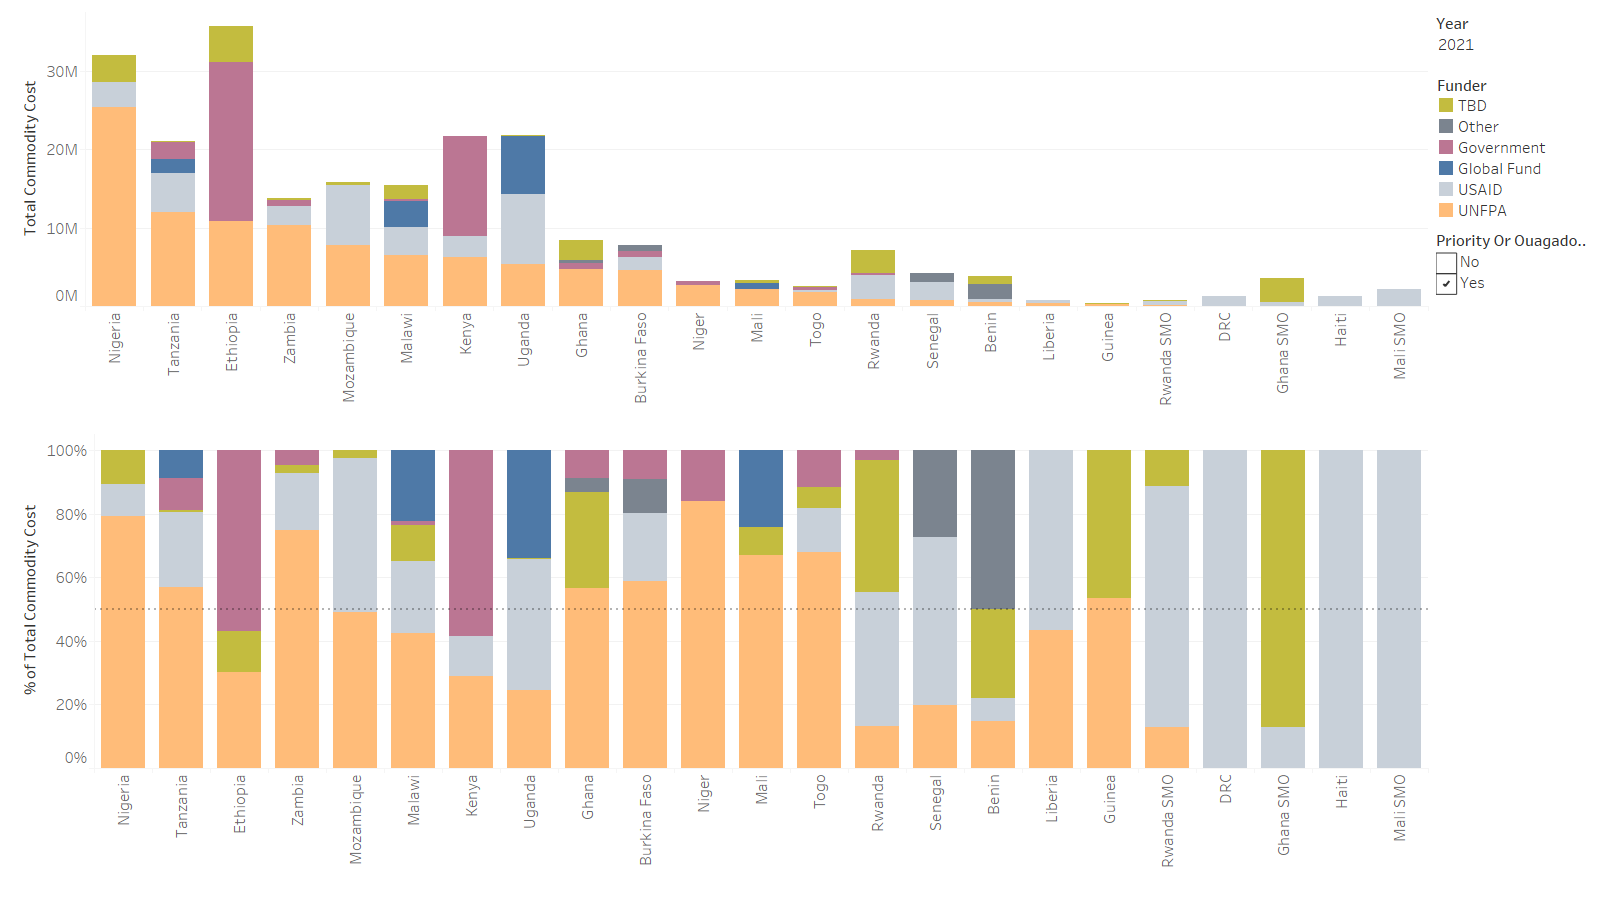 Total Commodity Cost
30M
20M
10M
0M
Nigeria
Tanzania
Ethiopia
Zambia
Mozambique
Malawi
Kenya
Uganda
Ghana
Burkina Faso
Niger
Mali
Togo
Rwanda
Senegal
Benin
Liberia
Guinea
Rwanda SMO
DRC
Ghana SMO
Haiti
Mali SMO
Year
2021
Funder
TBD
Other
Government
Global Fund
USAID
UNFPA
Priority Or Ouagado..
No
Yes
% of Total Commodity Cost
100%
80%
60%
40%
20%
0%
Nigeria
Tanzania
Ethiopia
Zambia
Mozambique
Malawi
Kenya
Uganda
Ghana
Burkina Faso
Niger
Mali
Togo
Rwanda
Senegal
Benin
Liberia
Guinea
Rwanda SMO
DRC
Ghana SMO
Haiti
Mali SMO